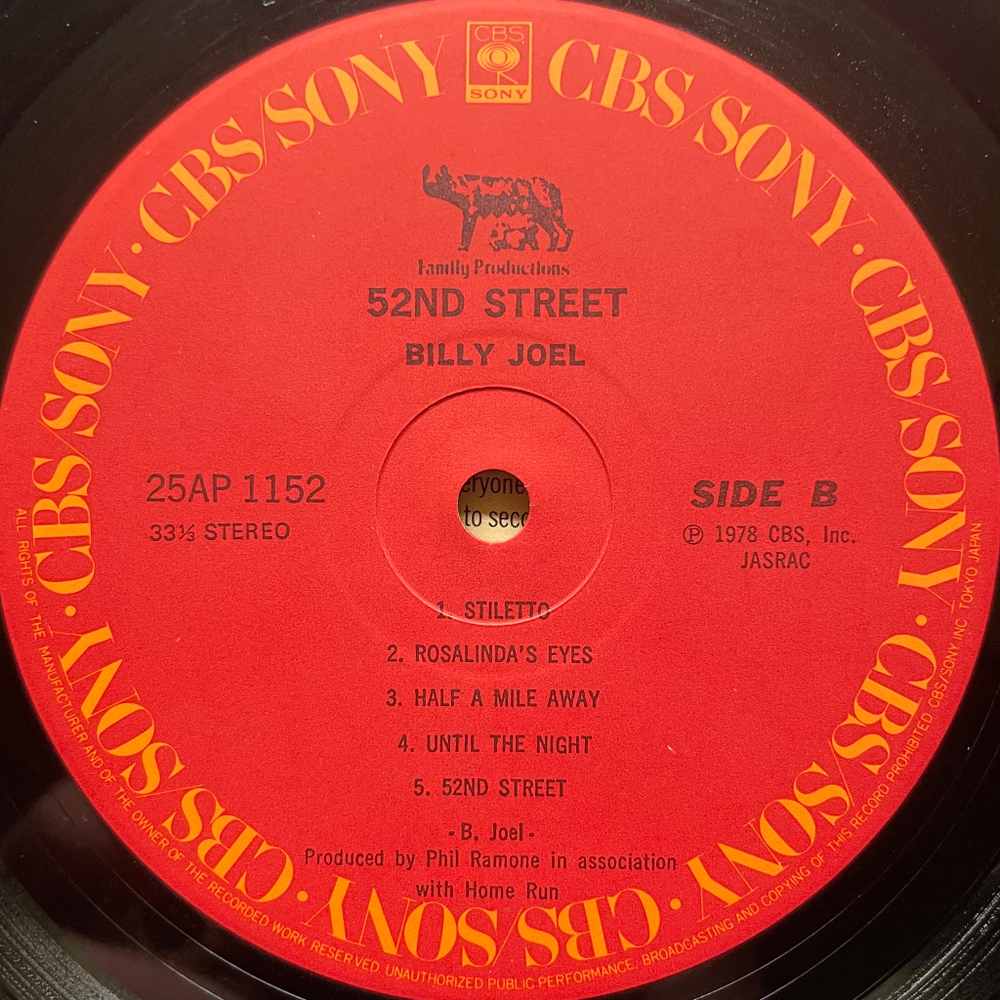 CBS
SONY
CBS/SONY · CBS/SONY · CBS/SONY · CBS/SONY · CBS/SONY · CBS/SONY · CBS/SONY · CBS/SONY
Family Productions
52ND STREET
BILLY JOEL
25AP 1152
33⅓ STEREO
SIDE B
Ⓟ 1978 CBS, Inc.
JASRAC
eryone
to sec
1. STILETTO
2. ROSALINDA'S EYES
3. HALF A MILE AWAY
4. UNTIL THE NIGHT
5. 52ND STREET
-B. Joel-
Produced by Phil Ramone in association
with Home Run
ALL RIGHTS OF THE MANUFACTURER AND OF THE OWNER OF THE RECORDED WORK RESERVED. UNAUTHORIZED PUBLIC PERFORMANCE, BROADCASTING AND COPYING OF THIS RECORD PROHIBITED CBS/SONY INC TOKYO JAPAN